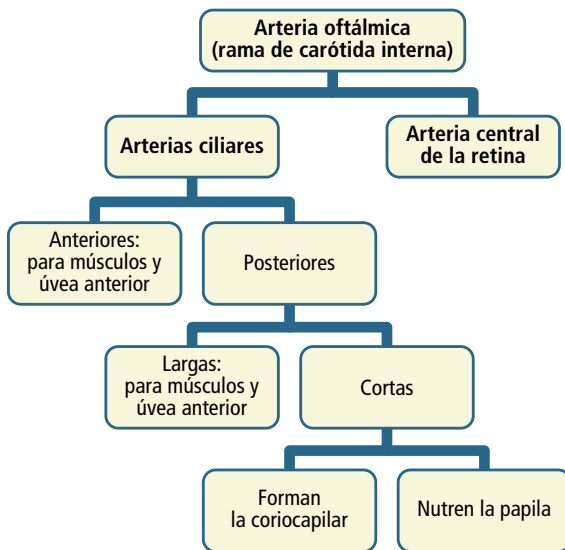 Arteria oftálmica
(rama de carótida interna)
Arterias ciliares
Arteria central
de la retina
Anteriores:
para músculos y
úvea anterior
Posteriores
Largas:
para músculos y
úvea anterior
Cortas
Forman
la coriocapilar
Nutren la papila